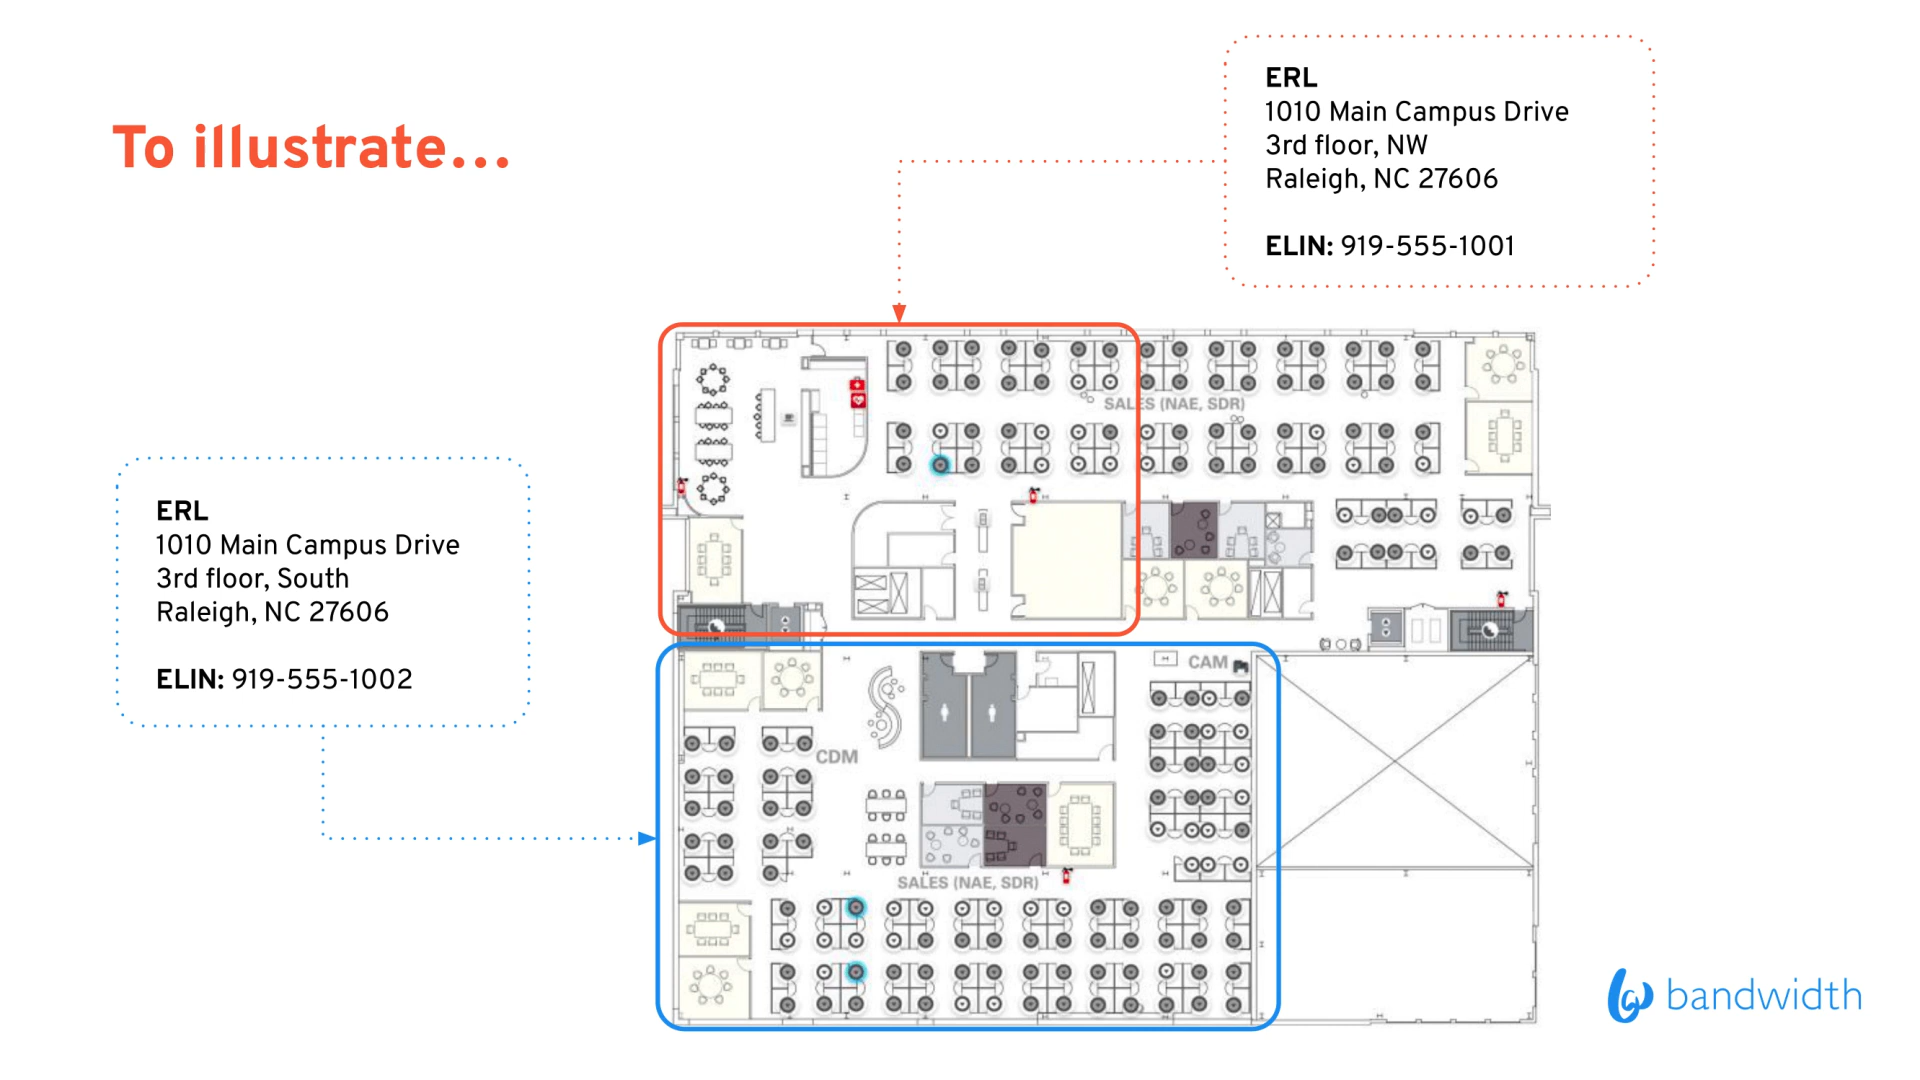 To illustrate...
ERL
1010 Main Campus Drive
3rd floor, NW
Raleigh, NC 27606
ELIN: 919-555-1001
ERL
1010 Main Campus Drive
3rd floor, South
Raleigh, NC 27606
ELIN: 919-555-1002
SALES (NAE, SDR)
CAM
CDM
SALES (NAE, SDR)
bandwidth